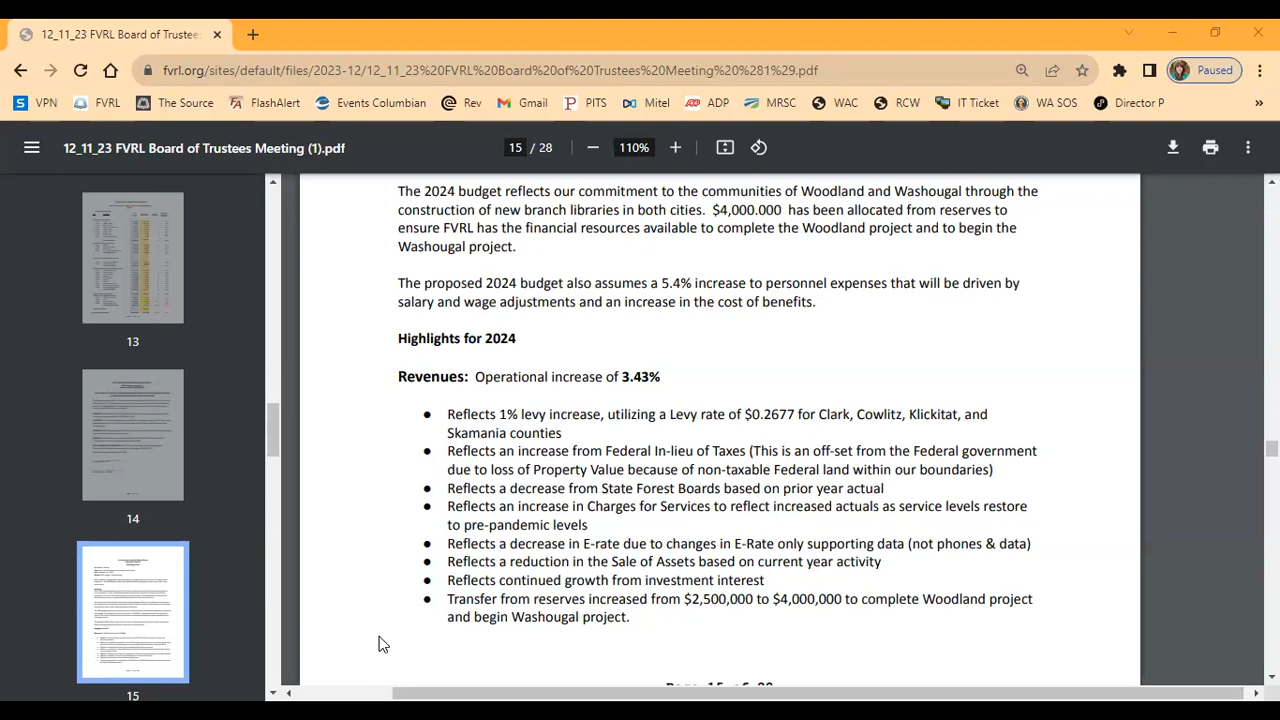 12_11_23 FVRL Board of Trustee
Paused
fvrl.org/sites/default/files/2023-12/12_11_23%20FVRL%20Board%20of%20Trustees%20Meeting%20%281%29.pdf
VPN FVRL The Source FlashAlert Events Columbian Rev Gmail PITS Mitel ADP MRSC WAC RCW IT Ticket WA SOS Director P »
12_11_23 FVRL Board of Trustees Meeting (1).pdf 15 / 28 110%
13
14
15
The 2024 budget reflects our commitment to the communities of Woodland and Washougal through the
construction of new branch libraries in both cities. $4,000.000 has been allocated from reserves to
ensure FVRL has the financial resources available to complete the Woodland project and to begin the
Washougal project.
The proposed 2024 budget also assumes a 5.4% increase to personnel expenses that will be driven by
salary and wage adjustments and an increase in the cost of benefits.
Highlights for 2024
Revenues: Operational increase of 3.43%
● Reflects 1% levy increase, utilizing a Levy rate of $0.2677 for Clark, Cowlitz, Klickitat, and
Skamania counties
● Reflects an increase from Federal In-lieu of Taxes (This is an off-set from the Federal government
due to loss of Property Value because of non-taxable Federal land within our boundaries)
● Reflects a decrease from State Forest Boards based on prior year actual
● Reflects an increase in Charges for Services to reflect increased actuals as service levels restore
to pre-pandemic levels
● Reflects a decrease in E-rate due to changes in E-Rate only supporting data (not phones & data)
● Reflects a reduction in the Sale of Assets based on current year activity
● Reflects continued growth from investment interest
● Transfer from reserves increased from $2,500,000 to $4,000,000 to complete Woodland project
and begin Washougal project.
Page 15 of 28